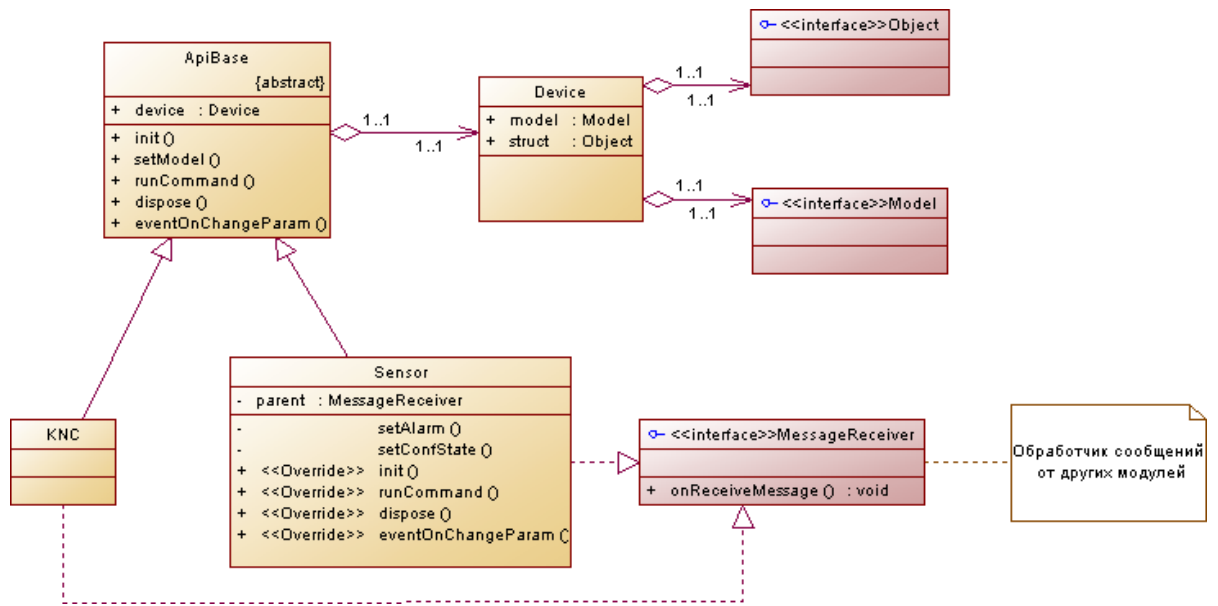 ApiBase
{abstract}
+ device : Device
+ init ()
+ setModel ()
+ runCommand ()
+ dispose ()
+ eventOnChangeParam ()
1..1
1..1
Device
+ model : Model
+ struct : Object
1..1
1..1
<<interface>>Object
1..1
1..1
<<interface>>Model
KNC
Sensor
- parent : MessageReceiver
- setAlarm ()
- setConfState ()
+ <<Override>> init ()
+ <<Override>> runCommand ()
+ <<Override>> dispose ()
+ <<Override>> eventOnChangeParam ()
<<interface>>MessageReceiver
+ onReceiveMessage () : void
Обработчик сообщений
от других модулей